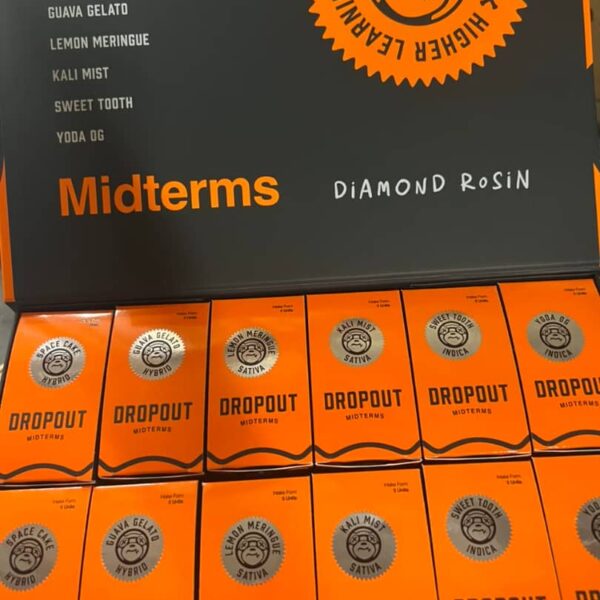 GUAVA GELATO
LEMON MERINGUE
KALI MIST
SWEET TOOTH
YODA OG
HIGHER LEARNING
Midterms
DiAMOND RoSiN
SPACE CAKE
HYBRID
DROPOUT
MIDTERMS
GUAVA GELATO
HYBRID
DROPOUT
MIDTERMS
LEMON MERINGUE
SATIVA
DROPOUT
MIDTERMS
KALI MIST
SATIVA
DROPOUT
MIDTERMS
SWEET TOOTH
INDICA
DROPOUT
MIDTERMS
YODA OG
INDICA
DROPOUT
MIDTERMS
SPACE CAKE
HYBRID
GUAVA GELATO
HYBRID
LEMON MERINGUE
SATIVA
KALI MIST
SATIVA
SWEET TOOTH
INDICA
DROPOUT